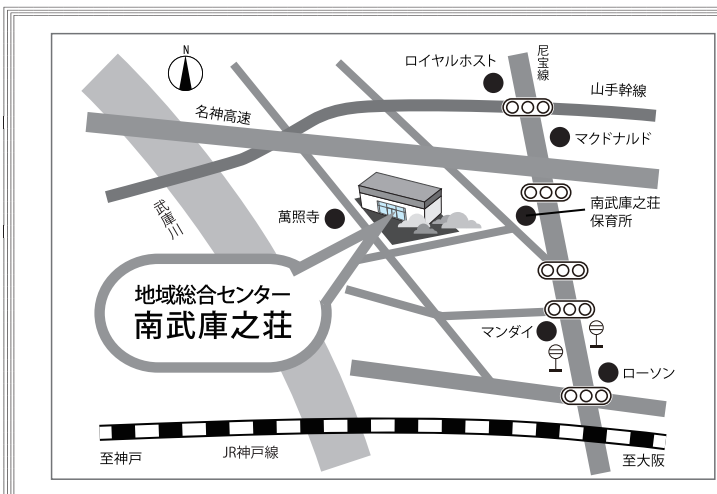 N
ロイヤルホスト
尼宝線
山手幹線
名神高速
マクドナルド
武庫川
萬照寺
南武庫之荘
保育所
地域総合センター
南武庫之荘
マンダイ
ローソン
至神戸
JR神戸線
至大阪